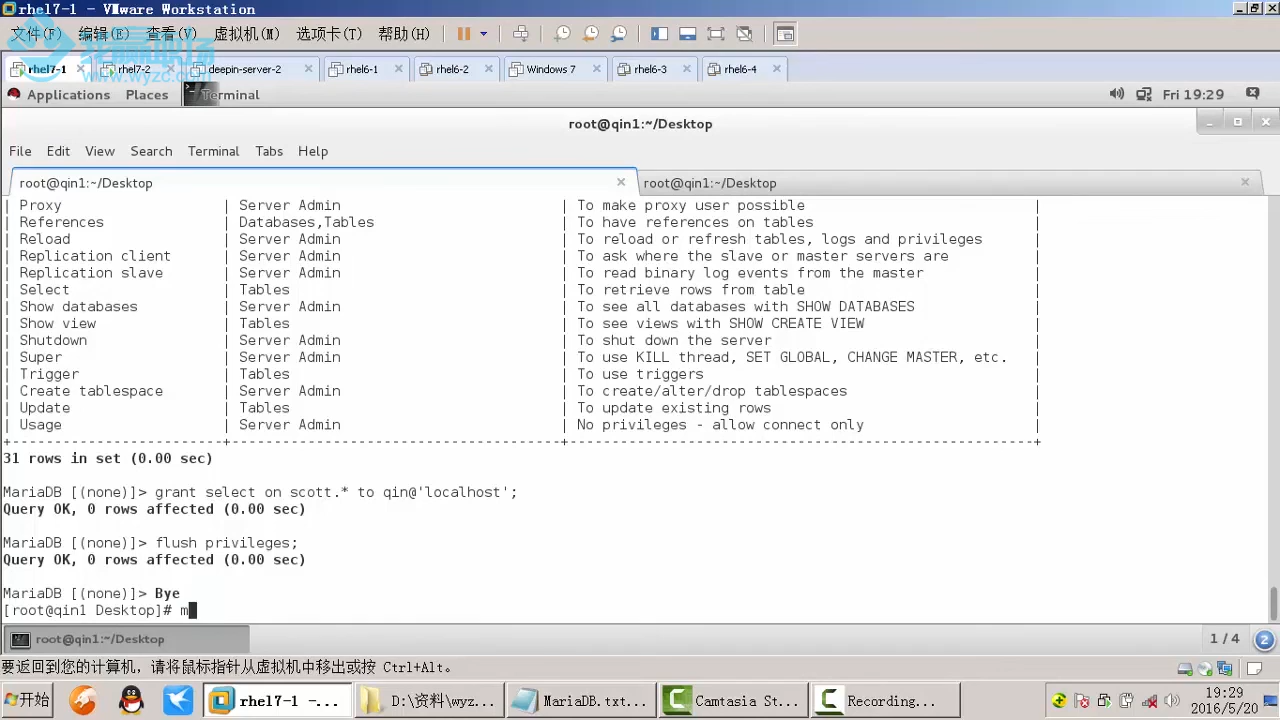 rhel7-1 - VMware Workstation
文件(F) 编辑(E) 查看(V) 虚拟机(M) 选项卡(T) 帮助(H)
www.wyzc.com
rhel7-1 rhel7-2 deepin-server-2 rhel6-1 rhel6-2 Windows 7 rhel6-3 rhel6-4
Applications Places Terminal Fri 19:29
root@qin1:~/Desktop
File Edit View Search Terminal Tabs Help
root@qin1:~/Desktop root@qin1:~/Desktop
| Proxy | Server Admin | To make proxy user possible |
| References | Databases,Tables | To have references on tables |
| Reload | Server Admin | To reload or refresh tables, logs and privileges |
| Replication client | Server Admin | To ask where the slave or master servers are |
| Replication slave | Server Admin | To read binary log events from the master |
| Select | Tables | To retrieve rows from table |
| Show databases | Server Admin | To see all databases with SHOW DATABASES |
| Show view | Tables | To see views with SHOW CREATE VIEW |
| Shutdown | Server Admin | To shut down the server |
| Super | Server Admin | To use KILL thread, SET GLOBAL, CHANGE MASTER, etc. |
| Trigger | Tables | To use triggers |
| Create tablespace | Server Admin | To create/alter/drop tablespaces |
| Update | Tables | To update existing rows |
| Usage | Server Admin | No privileges - allow connect only |
+-------------------------+---------------------------------------+-------------------------------------------------------+
31 rows in set (0.00 sec)
MariaDB [(none)]> grant select on scott.* to qin@'localhost';
Query OK, 0 rows affected (0.00 sec)
MariaDB [(none)]> flush privileges;
Query OK, 0 rows affected (0.00 sec)
MariaDB [(none)]> Bye
[root@qin1 Desktop]# m
root@qin1:~/Desktop 1 / 4 2
要返回到您的计算机，请将鼠标指针从虚拟机中移出或按 Ctrl+Alt。
开始 rhel7-1 -... D:\资料\wyz... MariaDB.txt... Camtasia St... Recording... 19:29
2016/5/20